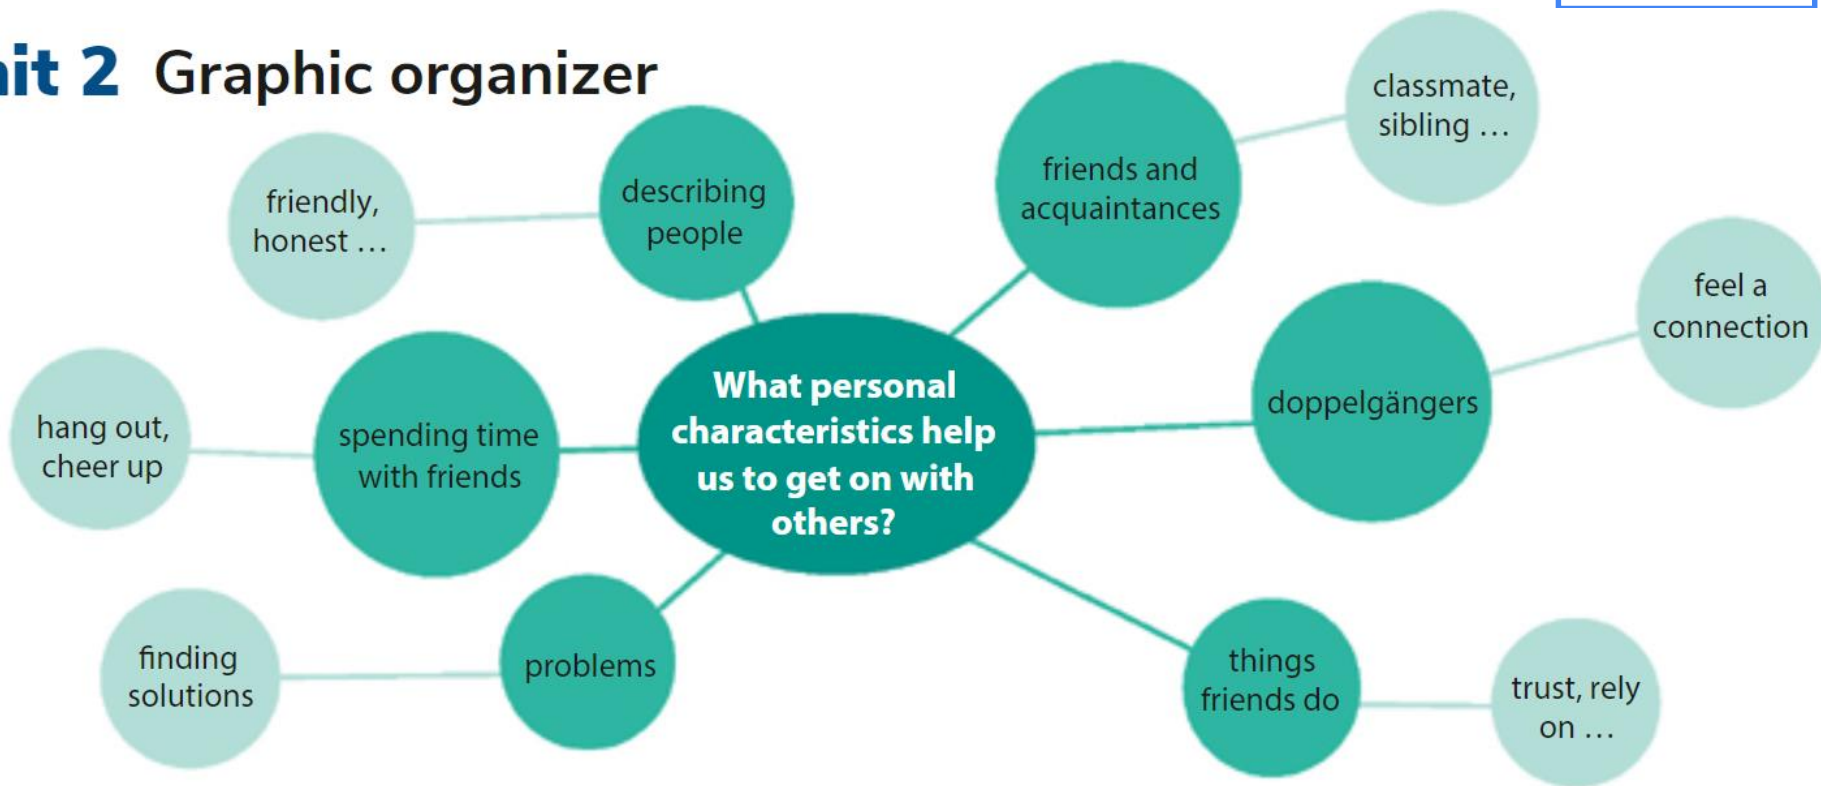 it 2 Graphic organizer
friendly,
honest ...
describing
people
friends and
acquaintances
classmate,
sibling ...
feel a
connection
doppelgängers
What personal
characteristics help
us to get on with
others?
spending time
with friends
hang out,
cheer up
finding
solutions
problems
things
friends do
trust, rely
on ...